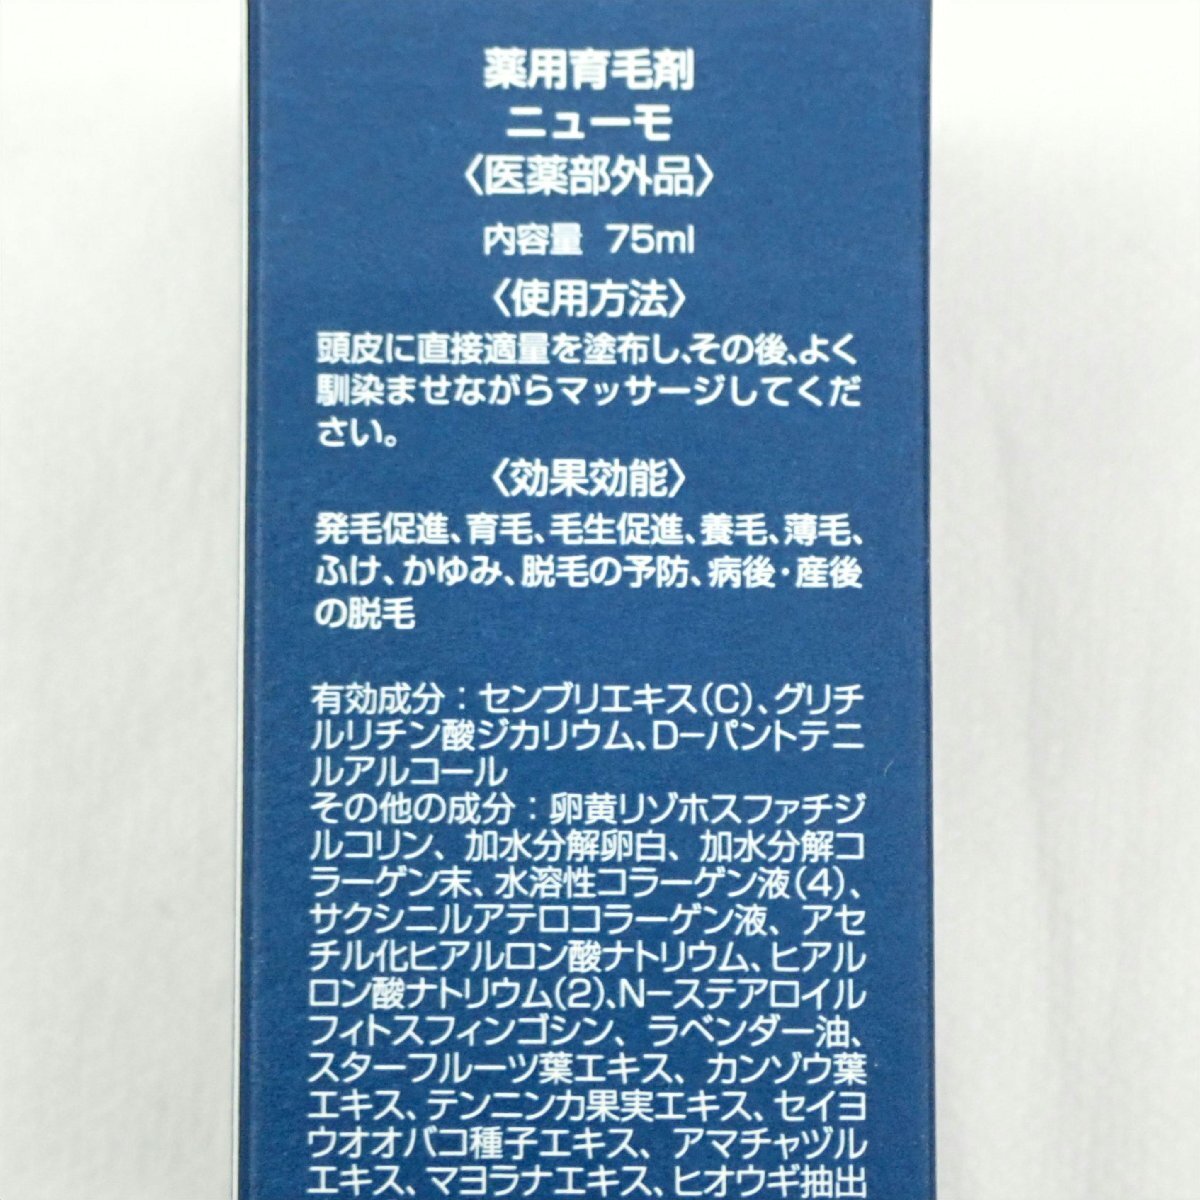 薬用育毛剤
ニューモ
〈医薬部外品〉
内容量 75ml
〈使用方法〉
頭皮に直接適量を塗布し、その後、よく
馴染ませながらマッサージしてくだ
さい。
〈効果効能〉
発毛促進、育毛、毛生促進、養毛、薄毛、
ふけ、かゆみ、脱毛の予防、病後・産後
の脱毛
有効成分：センブリエキス(C)、グリチ
ルリチン酸ジカリウム、D−パントテニ
ルアルコール
その他の成分：卵黄リゾホスファチジ
ルコリン、加水分解卵白、加水分解コ
ラーゲン末、水溶性コラーゲン液(4)、
サクシニルアテロコラーゲン液、アセ
チル化ヒアルロン酸ナトリウム、ヒアル
ロン酸ナトリウム(2)、N−ステアロイル
フィトスフィンゴシン、ラベンダー油、
スターフルーツ葉エキス、カンゾウ葉
エキス、テンニンカ果実エキス、セイヨ
ウオオバコ種子エキス、アマチャヅル
エキス、マヨラナエキス、ヒオウギ抽出